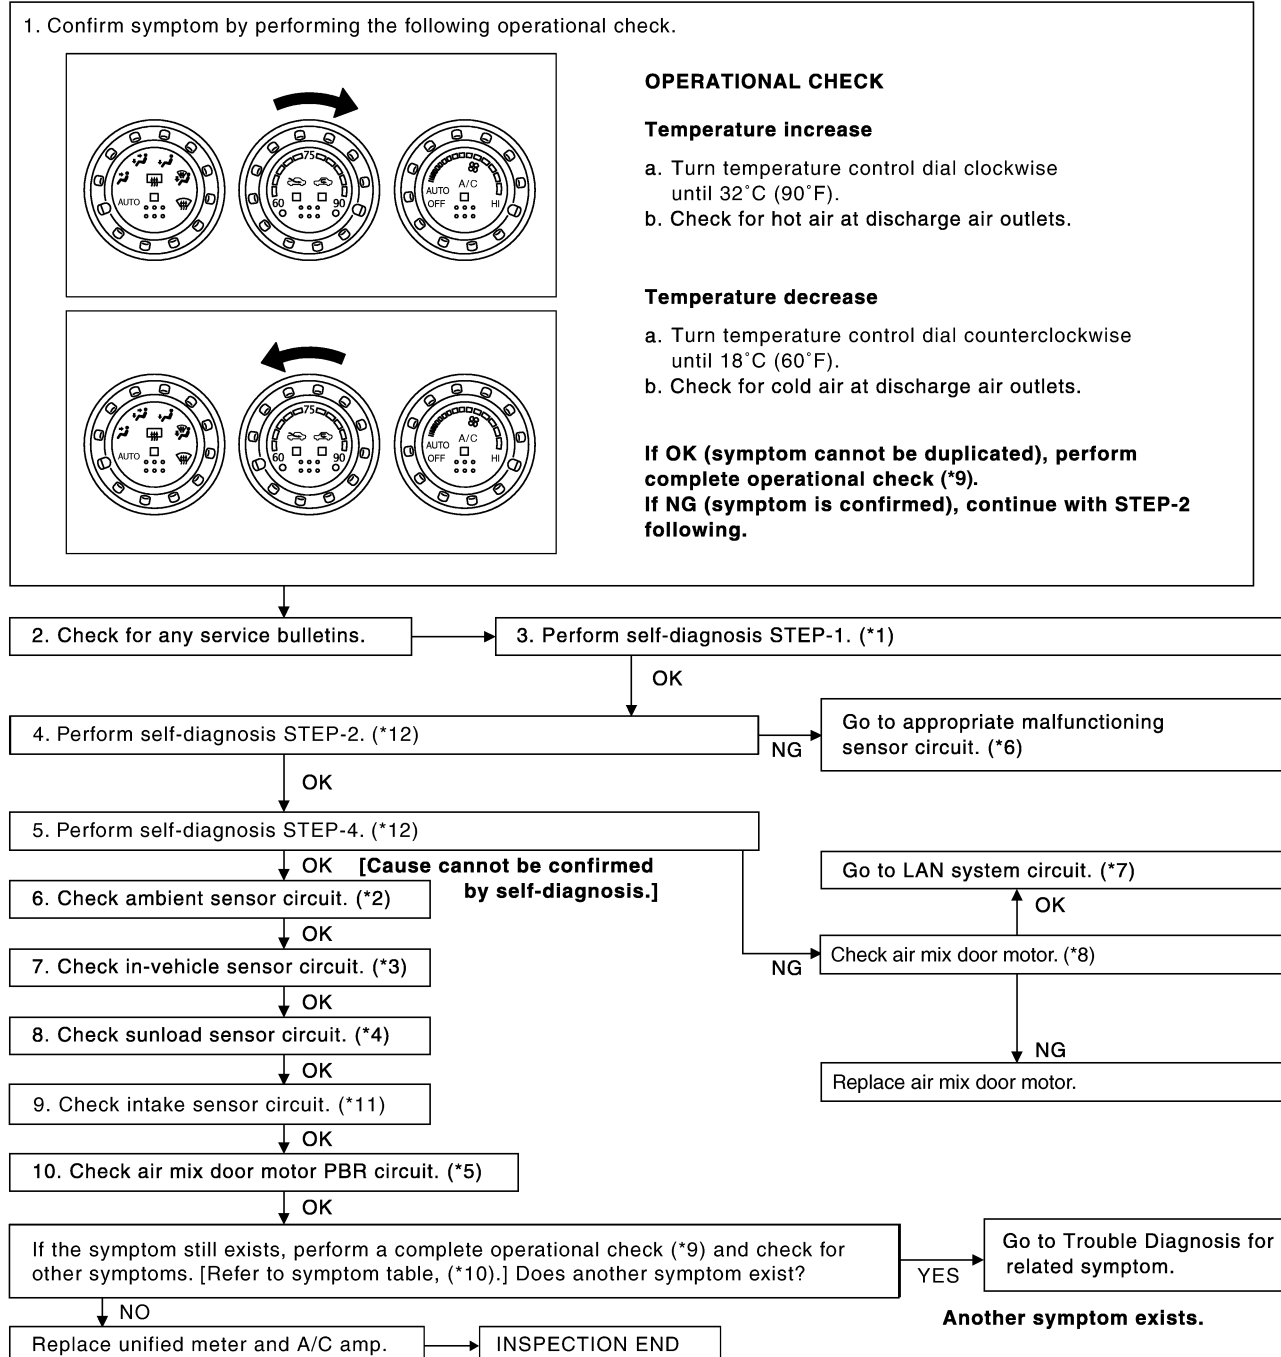 1. Confirm symptom by performing the following operational check.
75
60
90
AUTO
A/C
AUTO
OFF
HI
OPERATIONAL CHECK
Temperature increase
a. Turn temperature control dial clockwise
until 32˚C (90˚F).
b. Check for hot air at discharge air outlets.
75
60
90
AUTO
A/C
AUTO
OFF
HI
Temperature decrease
a. Turn temperature control dial counterclockwise
until 18˚C (60˚F).
b. Check for cold air at discharge air outlets.
If OK (symptom cannot be duplicated), perform
complete operational check (*9).
If NG (symptom is confirmed), continue with STEP-2
following.
2. Check for any service bulletins.
3. Perform self-diagnosis STEP-1. (*1)
OK
4. Perform self-diagnosis STEP-2. (*12)
NG
Go to appropriate malfunctioning
sensor circuit. (*6)
OK
5. Perform self-diagnosis STEP-4. (*12)
OK
[Cause cannot be confirmed
by self-diagnosis.]
Go to LAN system circuit. (*7)
OK
NG
Check air mix door motor. (*8)
NG
Replace air mix door motor.
6. Check ambient sensor circuit. (*2)
OK
7. Check in-vehicle sensor circuit. (*3)
OK
8. Check sunload sensor circuit. (*4)
OK
9. Check intake sensor circuit. (*11)
OK
10. Check air mix door motor PBR circuit. (*5)
OK
If the symptom still exists, perform a complete operational check (*9) and check for
other symptoms. [Refer to symptom table, (*10).] Does another symptom exist?
YES
Go to Trouble Diagnosis for
related symptom.
Another symptom exists.
NO
Replace unified meter and A/C amp.
INSPECTION END